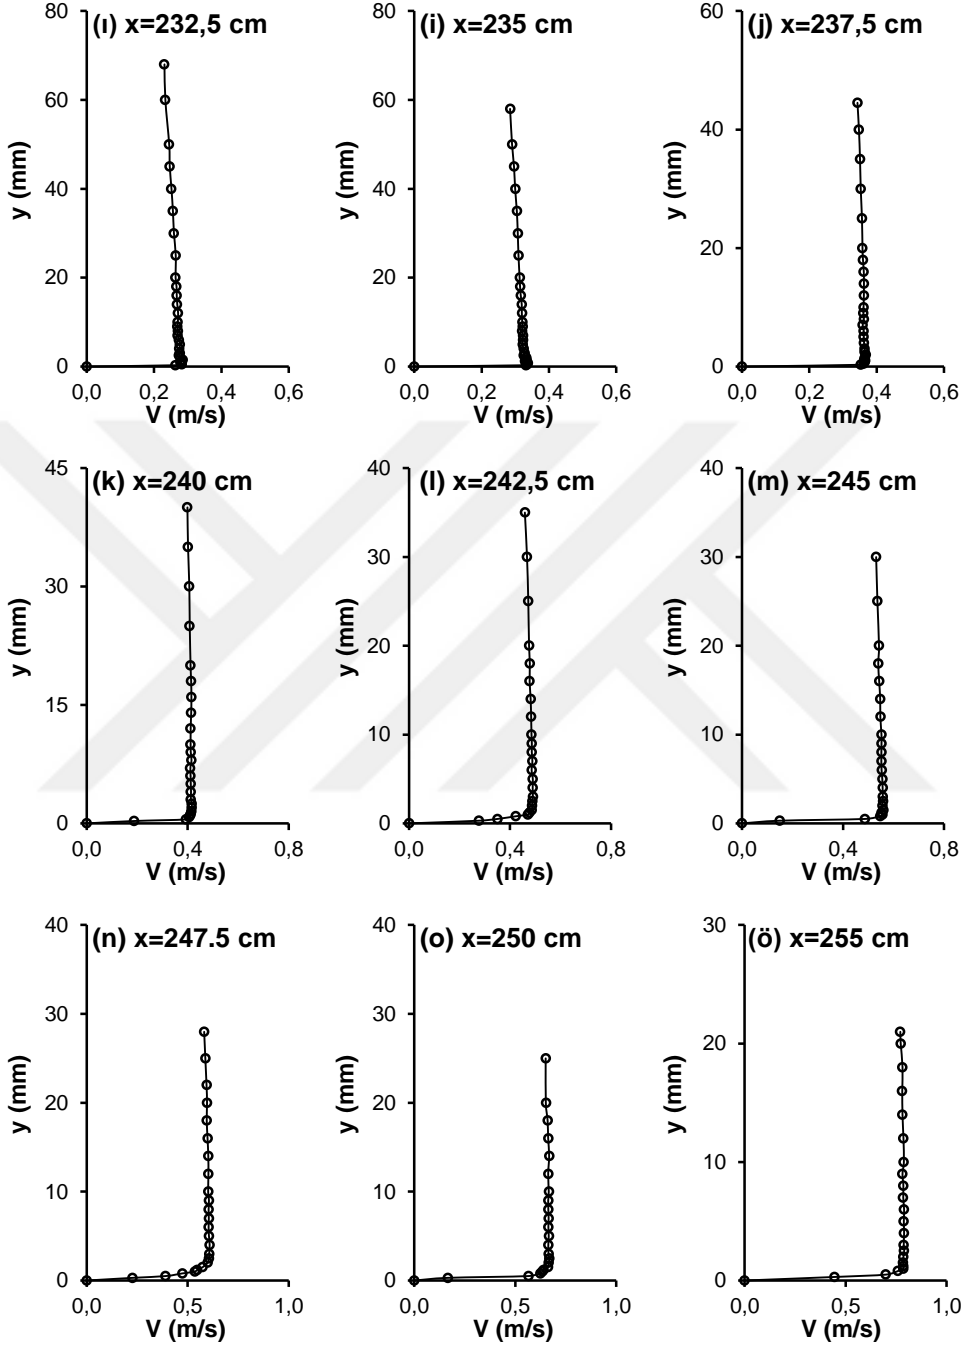 (ı) x=232,5 cm
80
60
40
20
0
y (mm)
0,0 0,2 0,4 0,6
V (m/s)
(i) x=235 cm
80
60
40
20
0
y (mm)
0,0 0,2 0,4 0,6
V (m/s)
(j) x=237,5 cm
60
40
20
0
y (mm)
0,0 0,2 0,4 0,6
V (m/s)
(k) x=240 cm
45
30
15
0
y (mm)
0,0 0,4 0,8
V (m/s)
(l) x=242,5 cm
40
30
20
10
0
y (mm)
0,0 0,4 0,8
V (m/s)
(m) x=245 cm
40
30
20
10
0
y (mm)
0,0 0,4 0,8
V (m/s)
(n) x=247.5 cm
40
30
20
10
0
y (mm)
0,0 0,5 1,0
V (m/s)
(o) x=250 cm
40
30
20
10
0
y (mm)
0,0 0,5 1,0
V (m/s)
(ö) x=255 cm
30
20
10
0
y (mm)
0,0 0,5 1,0
V (m/s)